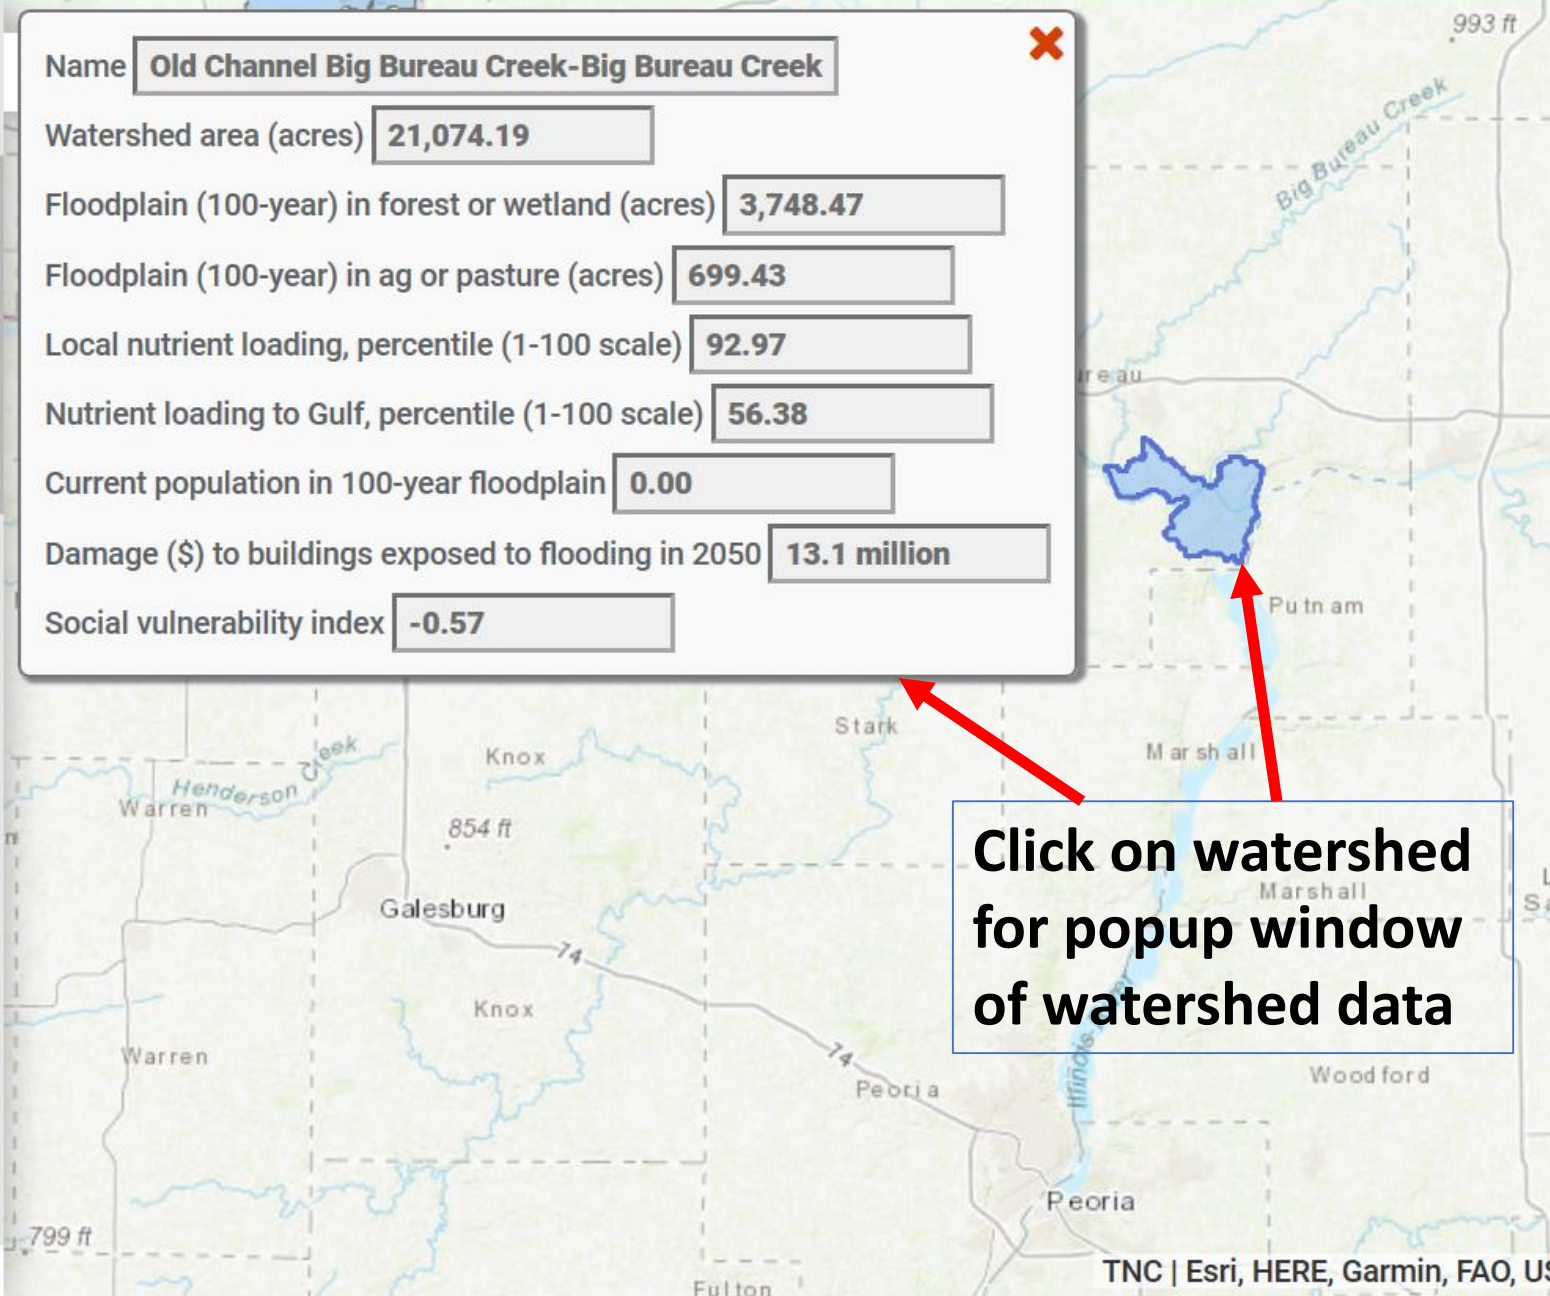 993 ft
Name Old Channel Big Bureau Creek-Big Bureau Creek
Watershed area (acres) 21,074.19
Big Bureau Creek
Floodplain (100-year) in forest or wetland (acres) 3,748.47
Floodplain (100-year) in ag or pasture (acres) 699.43
Local nutrient loading, percentile (1-100 scale) 92.97
reau
Nutrient loading to Gulf, percentile (1-100 scale) 56.38
Current population in 100-year floodplain 0.00
Damage ($) to buildings exposed to flooding in 2050 13.1 million
Social vulnerability index -0.57
Putnam
Stark
Marshall
Knox
Henderson Creek
Warren
854 ft
Click on watershed
for popup window
of watershed data
Marshall
Galesburg
74
Knox
Illinois
74
Warren
Peoria
Woodford
Peoria
799 ft
TNC | Esri, HERE, Garmin, FAO, US
Fulton